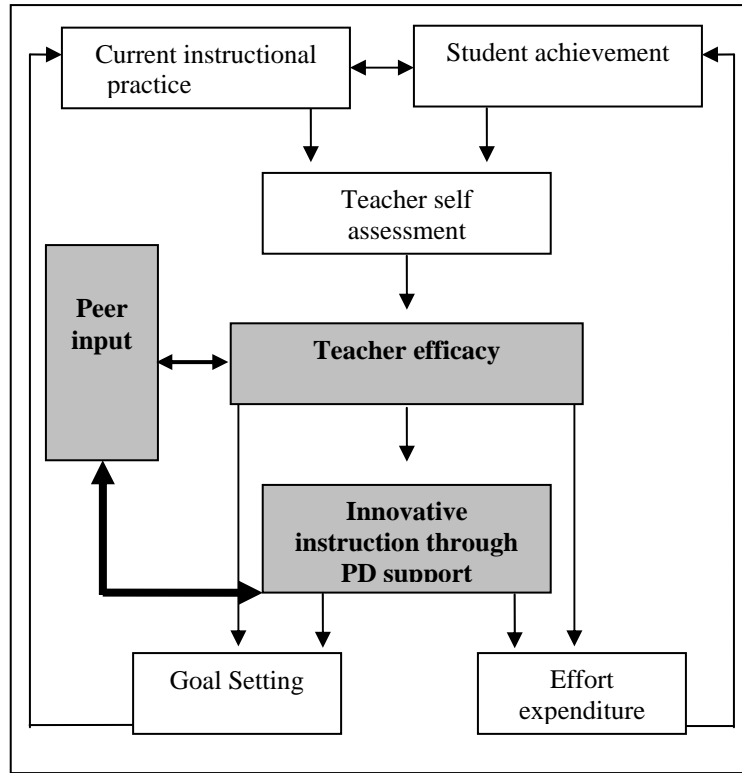 Current instructional
practice
Student achievement
Teacher self
assessment
Peer
input
Teacher efficacy
Innovative
instruction through
PD support
Goal Setting
Effort
expenditure